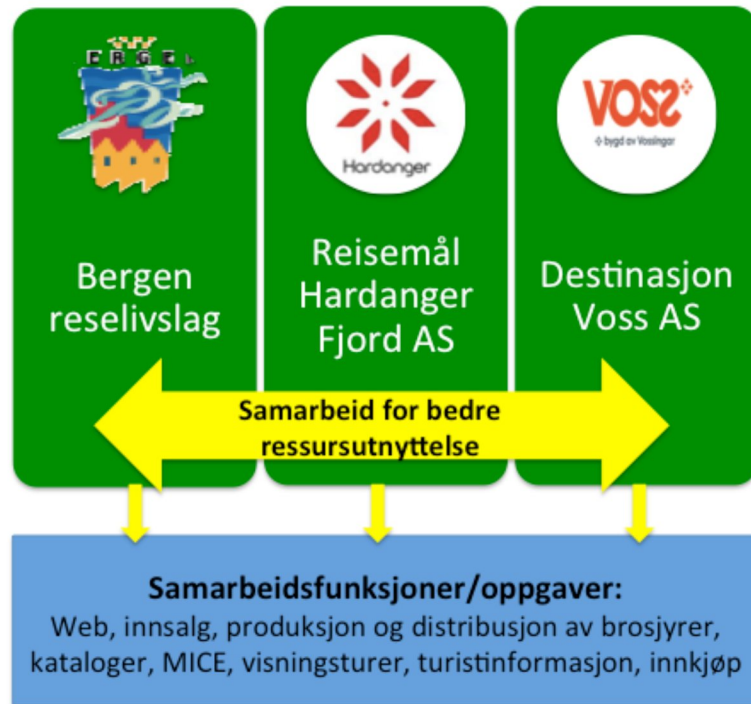 Hardanger
VOSS
bygd av Vossingar
Bergen
reselivslag
Reisemål
Hardanger
Fjord AS
Destinasjon
Voss AS
Samarbeid for bedre
ressursutnyttelse
Samarbeidsfunksjoner/oppgaver:
Web, innsalg, produksjon og distribusjon av brosjyrer,
kataloger, MICE, visningsturer, turistinformasjon, innkjøp